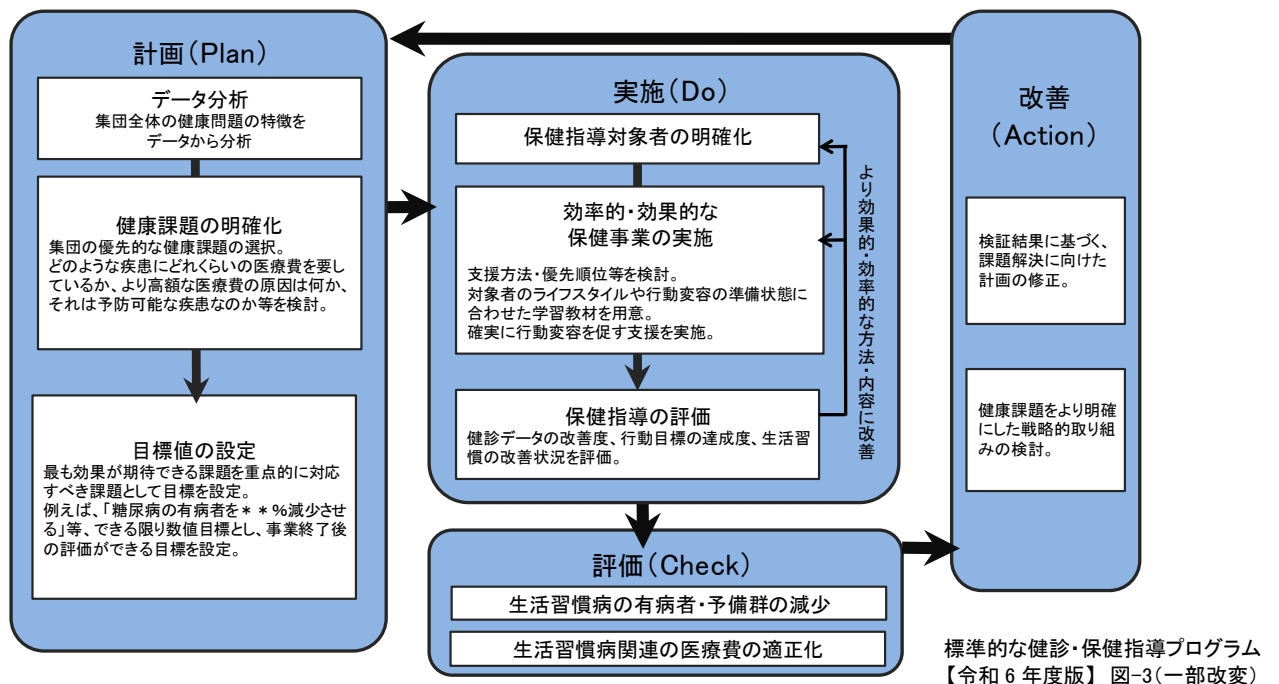 計画(Plan)
データ分析
集団全体の健康問題の特徴を
データから分析
健康課題の明確化
集団の優先的な健康課題の選択。
どのような疾患にどれくらいの医療費を要し
ているか、より高額な医療費の原因は何か、
それは予防可能な疾患なのか等を検討。
目標値の設定
最も効果が期待できる課題を重点的に対応
すべき課題として目標を設定。
例えば、「糖尿病の有病者を＊＊%減少させ
る」等、できる限り数値目標とし、事業終了後
の評価ができる目標を設定。
実施(Do)
保健指導対象者の明確化
効率的・効果的な
保健事業の実施
支援方法・優先順位等を検討。
対象者のライフスタイルや行動変容の準備状態に
合わせた学習教材を用意。
確実に行動変容を促す支援を実施。
保健指導の評価
健診データの改善度、行動目標の達成度、生活習
慣の改善状況を評価。
より効果的・効率的な方法・内容に改善
評価(Check)
生活習慣病の有病者・予備群の減少
生活習慣病関連の医療費の適正化
改善
(Action)
検証結果に基づく、
課題解決に向けた
計画の修正。
健康課題をより明確
にした戦略的取り組
みの検討。
標準的な健診・保健指導プログラム
【令和６年度版】 図-3(一部改変)